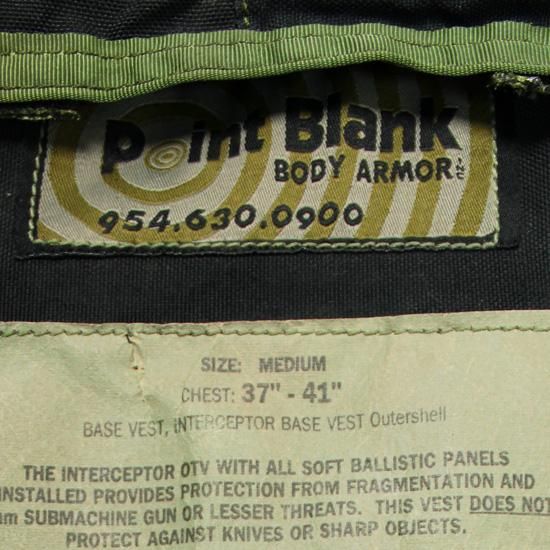 Point Blank
BODY ARMOR INC
954.630.0900
SIZE: MEDIUM
CHEST: 37" - 41"
BASE VEST, INTERCEPTOR BASE VEST Outershell
THE INTERCEPTOR OTV WITH ALL SOFT BALLISTIC PANELS
INSTALLED PROVIDES PROTECTION FROM FRAGMENTATION AND
mm SUBMACHINE GUN OR LESSER THREATS. THIS VEST DOES NOT
PROTECT AGAINST KNIVES OR SHARP OBJECTS.